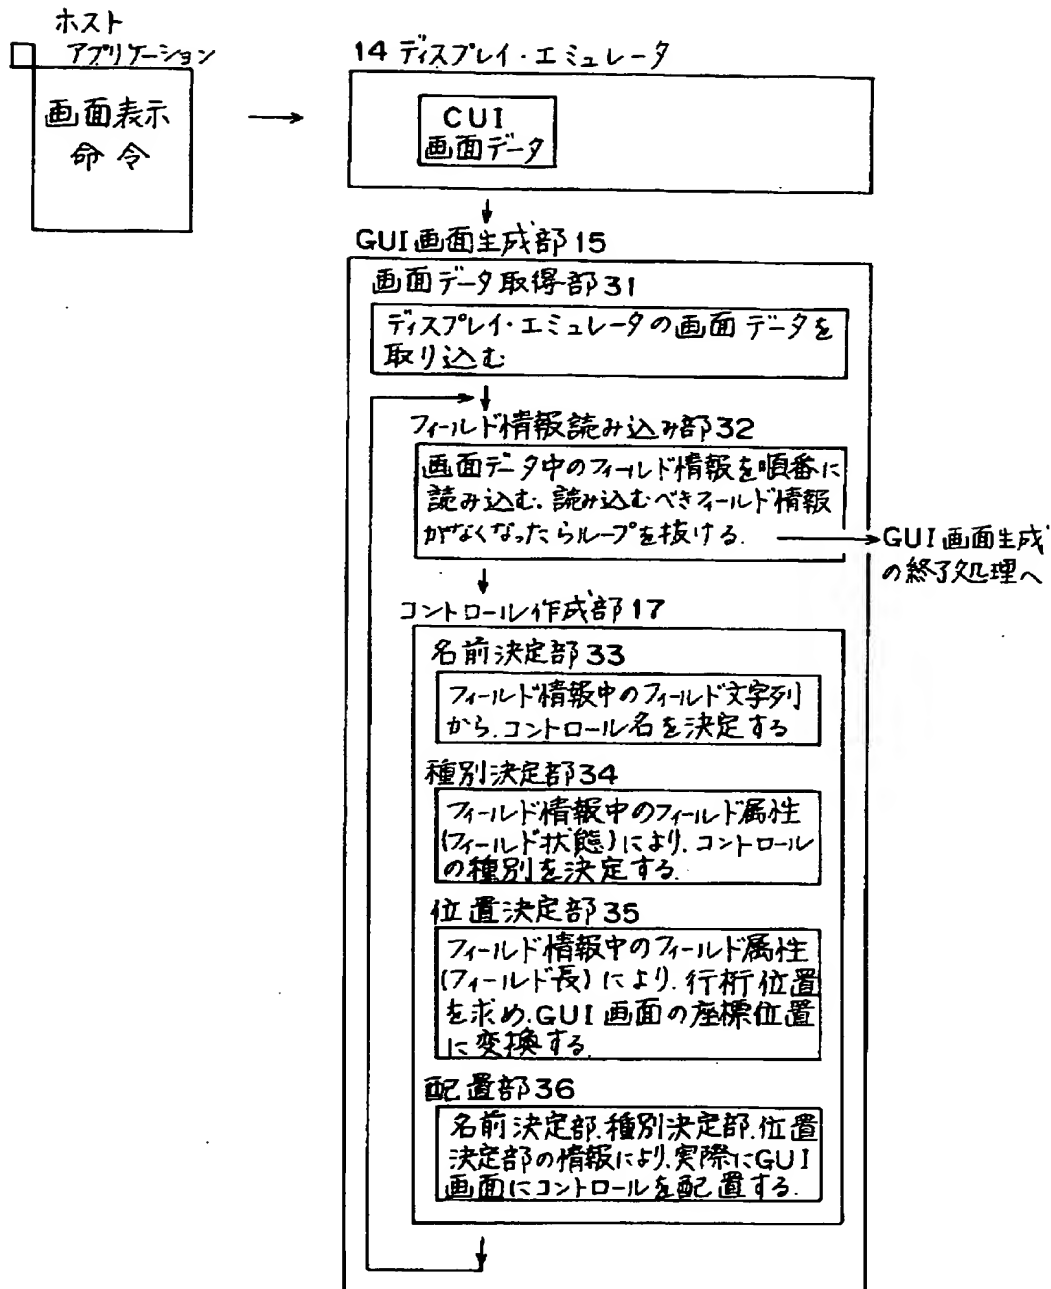 ホスト
アプリケーション
画面表示
命令
14 ディスプレイ・エミュレータ
CUI
画面データ
GUI画面生成部15
画面データ取得部31
ディスプレイ・エミュレータの画面データを
取り込む
フィールド情報読み込み部32
画面データ中のフィールド情報を順番に
読み込む.読み込むべきフィールド情報
がなくなったらループを抜ける.
GUI画面生成
の終了処理へ
コントロール作成部17
名前決定部33
フィールド情報中のフィールド文字列
から.コントロール名を決定する
種別決定部34
フィールド情報中のフィールド属性
(フィールド状態)により.コントロール
の種別を決定する.
位置決定部35
フィールド情報中のフィールド属性
(フィールド長)により.行桁位置
を求め.GUI画面の座標位置
に変換する.
配置部36
名前決定部.種別決定部.位置
決定部の情報により.実際にGUI
画面にコントロールを配置する.